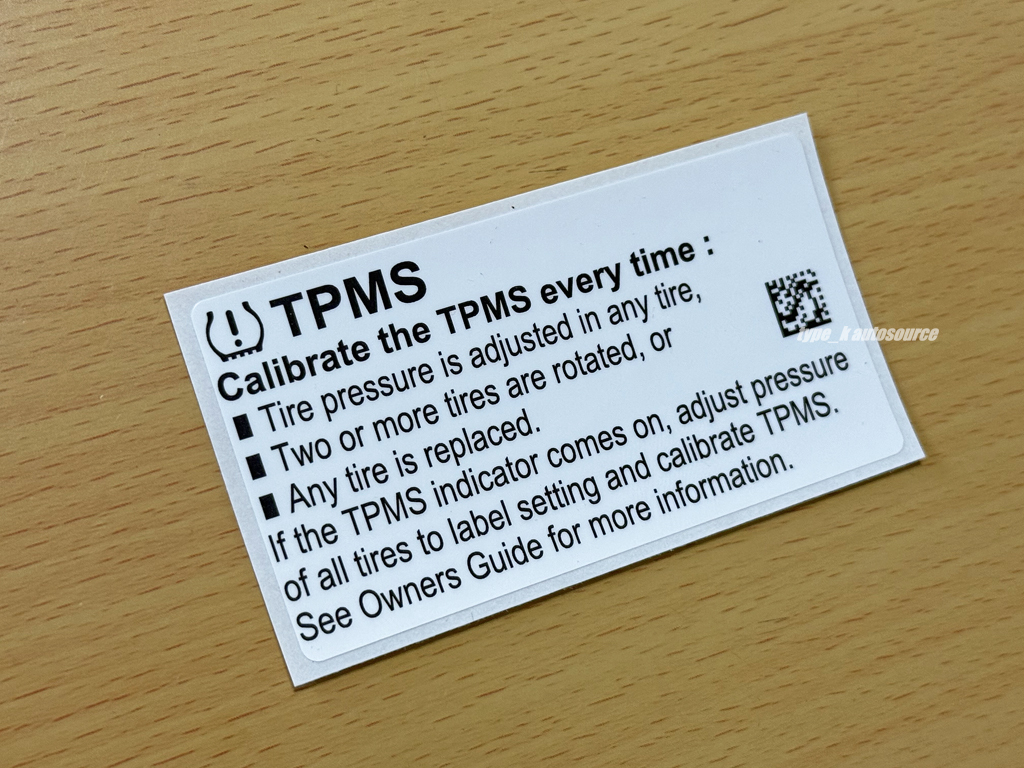 TPMS
Calibrate the TPMS every time :
Tire pressure is adjusted in any tire,
Two or more tires are rotated, or
Any tire is replaced.
If the TPMS indicator comes on, adjust pressure
of all tires to label setting and calibrate TPMS.
See Owners Guide for more information.
type_k autosource